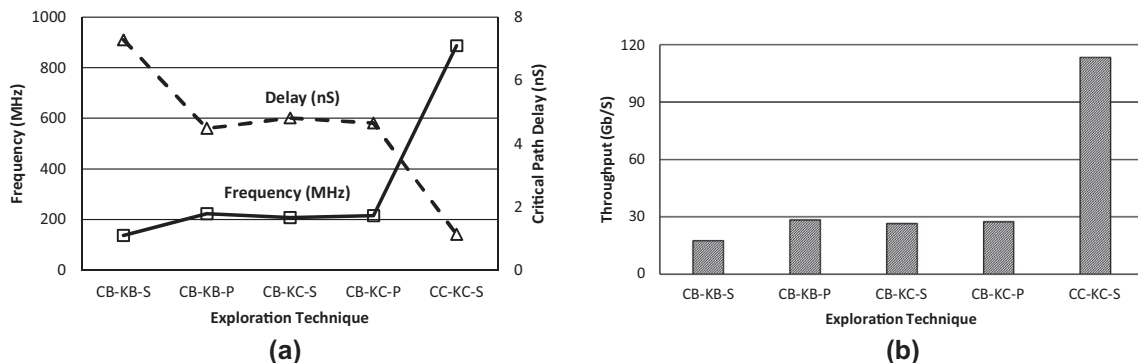 1000
800
600
400
200
0
Frequency (MHz)
8
6
4
2
0
Critical Path Delay (nS)
Delay (nS)
Frequency (MHz)
CB-KB-S CB-KB-P CB-KC-S CB-KC-P CC-KC-S
Exploration Technique
(a)
120
90
60
30
0
Throughput (Gb/S)
CB-KB-S CB-KB-P CB-KC-S CB-KC-P CC-KC-S
Exploration Technique
(b)